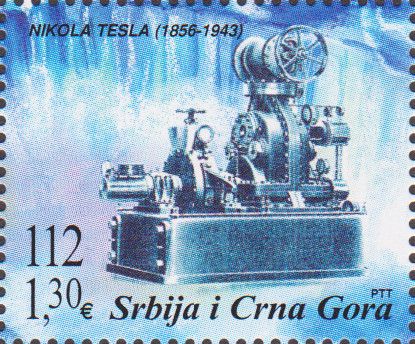 NIKOLA TESLA (1856-1943)
112
PTT
1,30€ Srbija i Crna Gora